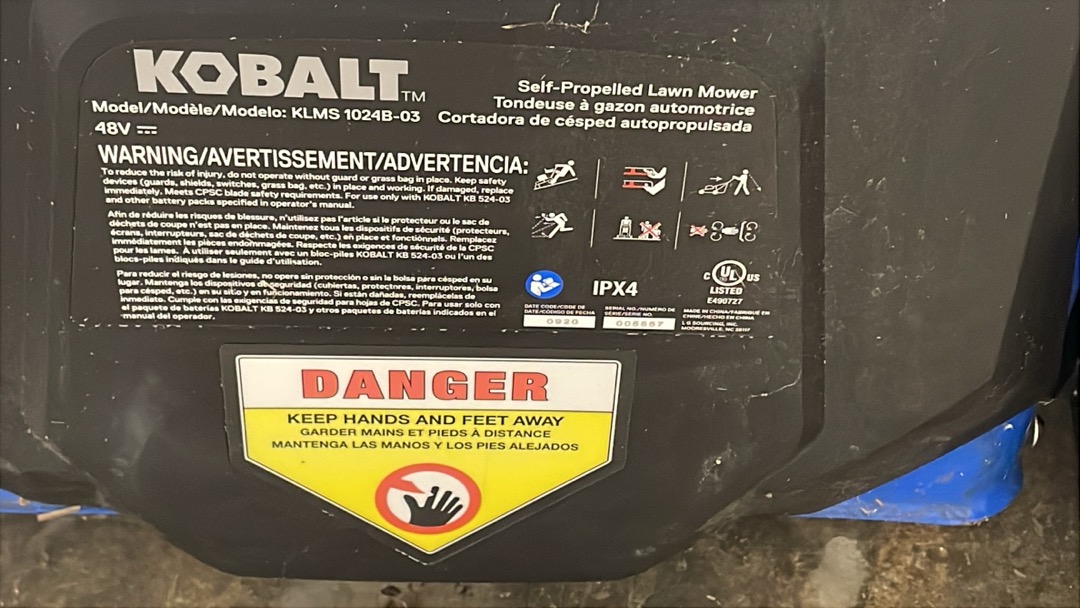 KOBALT™
Self-Propelled Lawn Mower
Tondeuse à gazon automotrice
Model/Modèle/Modelo: KLMS 1024B-03
Cortadora de césped autopropulsada
48V
WARNING/AVERTISSEMENT/ADVERTENCIA:
To reduce the risk of injury, do not operate without guard or grass bag in place. Keep safety
devices (guards, shields, switches, grass bag, etc.) in place and working. If damaged, replace
immediately. Meets CPSC blade safety requirements. For use only with KOBALT KB 524-03
and other battery packs specified in operator's manual.
Afin de réduire les risques de blessure, n'utilisez pas l'article si le protecteur ou le sac de
déchets de coupe n'est pas en place. Maintenez tous les dispositifs de sécurité (protecteurs,
écrans, interrupteurs, sac de déchets de coupe, etc.) en place et fonctionnels. Remplacez
immédiatement les pièces endommagées. Respecte les exigences de sécurité de la CPSC
pour les lames. À utiliser seulement avec un bloc-piles KOBALT KB 524-03 ou l'un des
blocs-piles indiqués dans le guide d'utilisation.
Para reducir el riesgo de lesiones, no opere sin protección o sin la bolsa para césped en su
lugar. Mantenga los dispositivos de seguridad (cubiertas, protectnres, interruptores, bolsa
para césped, etc.) en su sitio y en funcionamiento. Si están dañadas, reemplácelas de
inmediato. Cumple con las exigencias de seguridad para hojas de CPSC. Para usar solo con
el paquete de baterías KOBALT KB 524-03 y otros paquetes de baterías indicados en el
manual del operador.
IPX4
C UL US
LISTED
E490727
DATE CODE/CODE DE
DATE/CÓDIGO DE FECHA
0920
SERIAL NO./NUMÉRO DE
SÉRIE/SERIE NO.
005557
MADE IN CHINA/FABRIQUÉ EN
CHINE/HECHO EN CHINA
L G SOURCING, INC.
MOORESVILLE, NC 28117
DANGER
KEEP HANDS AND FEET AWAY
GARDER MAINS ET PIEDS À DISTANCE
MANTENGA LAS MANOS Y LOS PIES ALEJADOS